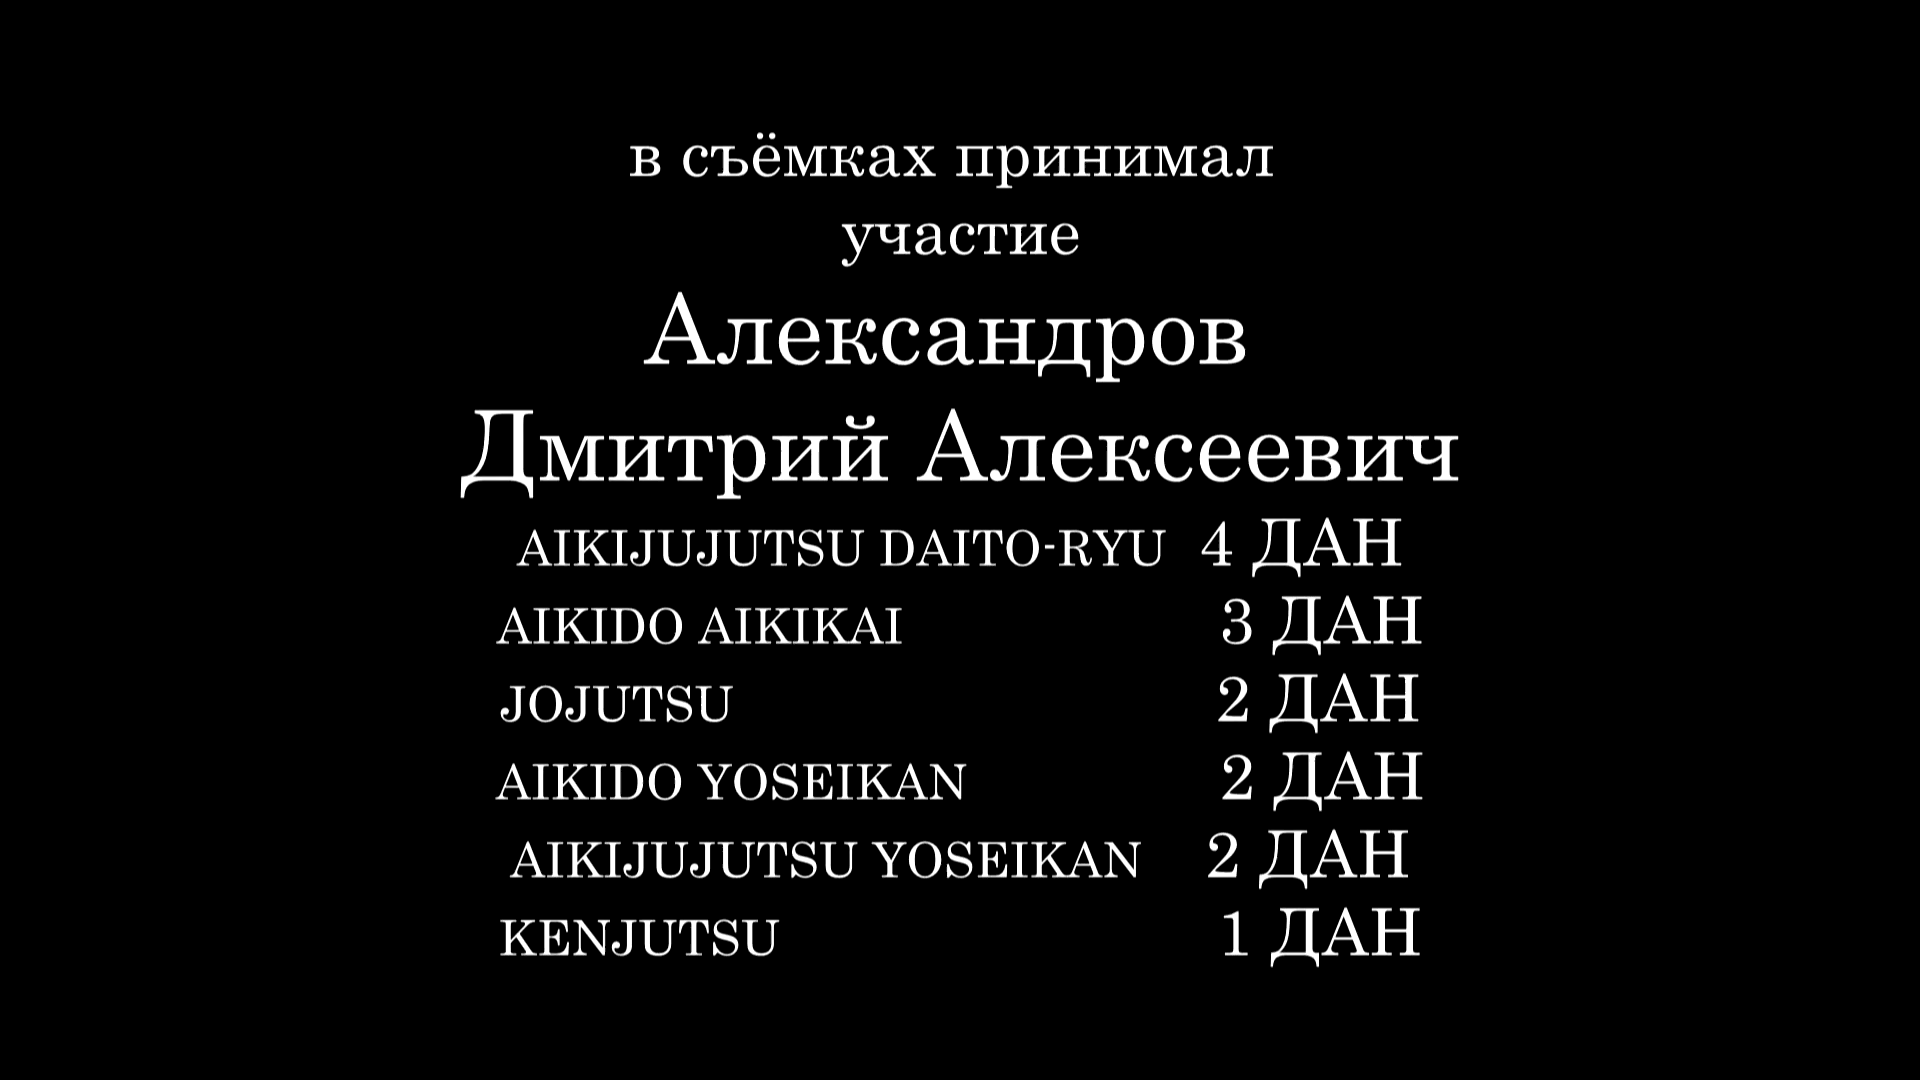 в съёмках принимал
участие
Александров
Дмитрий Алексеевич
AIKIJUJUTSU DAITO-RYU 4 ДАН
AIKIDO AIKIKAI 3 ДАН
JOJUTSU 2 ДАН
AIKIDO YOSEIKAN 2 ДАН
AIKIJUJUTSU YOSEIKAN 2 ДАН
KENJUTSU 1 ДАН